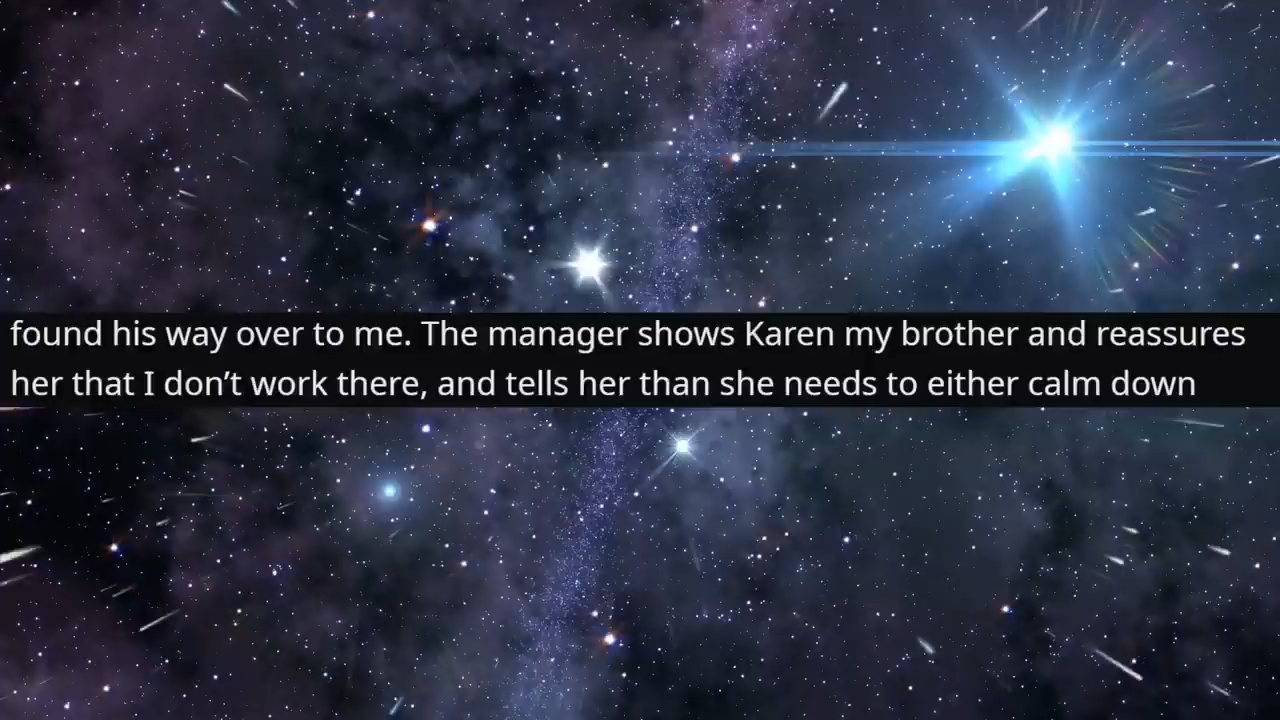 found his way over to me. The manager shows Karen my brother and reassures
her that I don’t work there, and tells her than she needs to either calm down